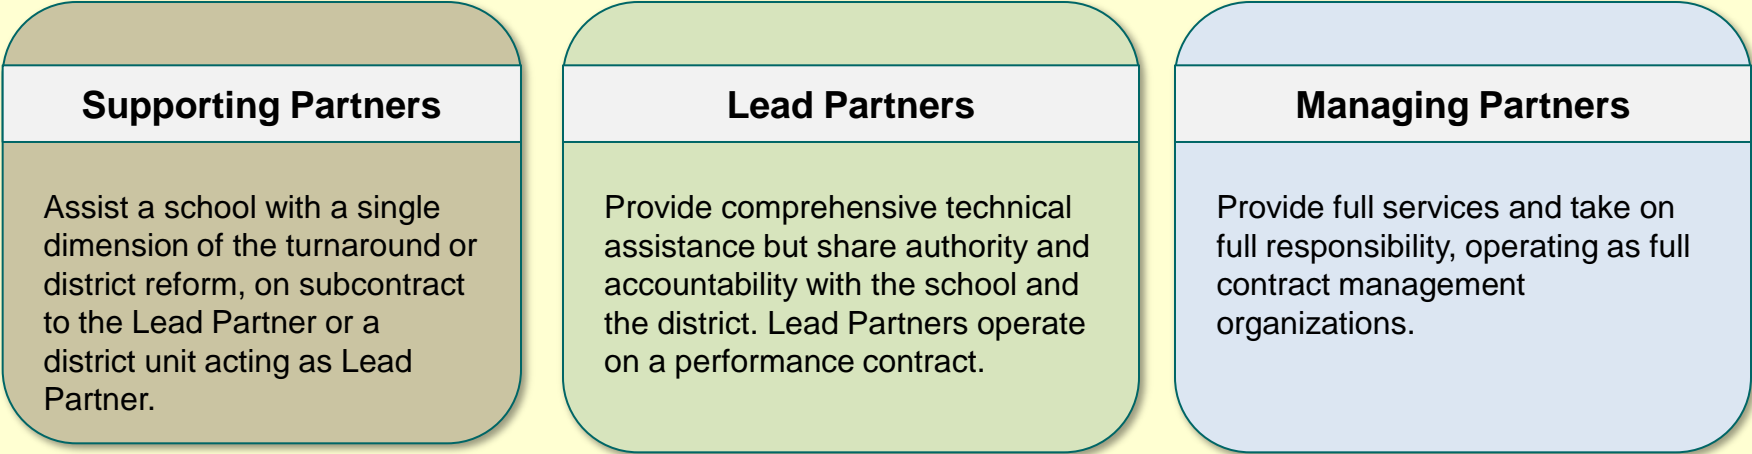 Supporting Partners
Assist a school with a single
dimension of the turnaround or
district reform, on subcontract
to the Lead Partner or a
district unit acting as Lead
Partner.
Lead Partners
Provide comprehensive technical
assistance but share authority and
accountability with the school and
the district. Lead Partners operate
on a performance contract.
Managing Partners
Provide full services and take on
full responsibility, operating as full
contract management
organizations.